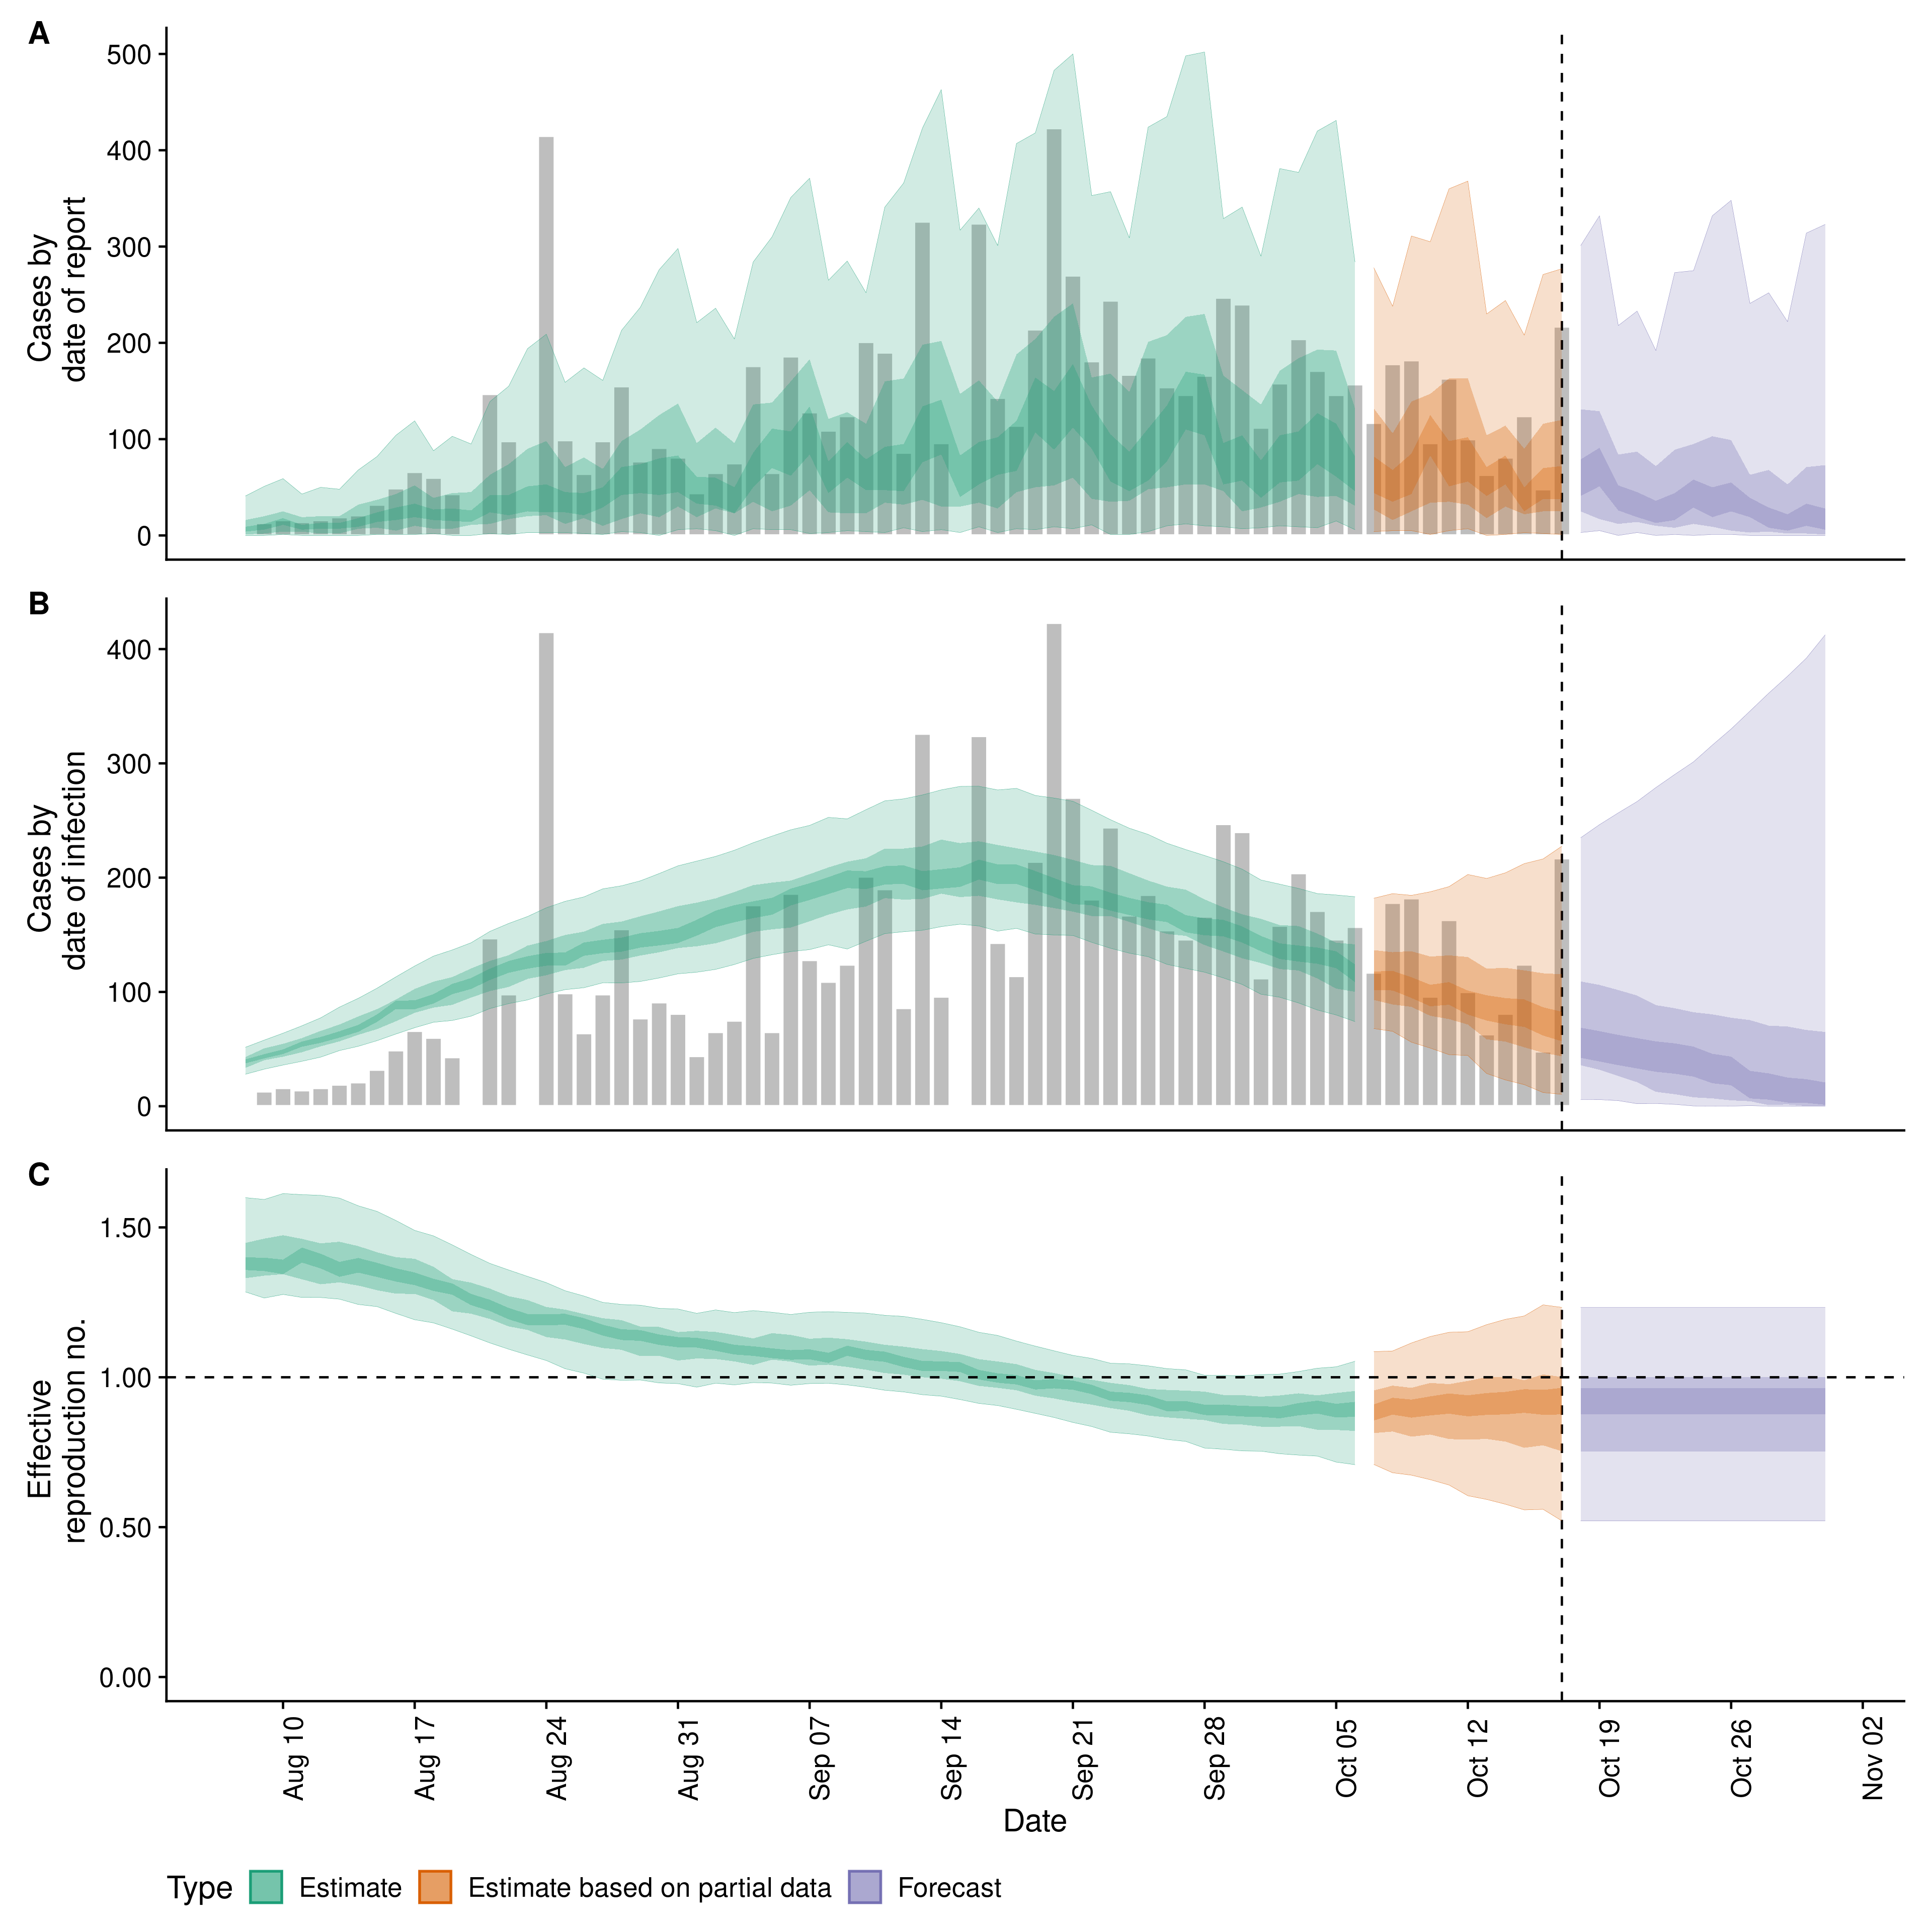 A
500
400
300
200
100
0
Cases by
date of report
B
400
300
200
100
0
Cases by
date of infection
C
1.50
1.00
0.50
0.00
Effective
reproduction no.
Aug 10
Aug 17
Aug 24
Aug 31
Sep 07
Sep 14
Sep 21
Sep 28
Oct 05
Oct 12
Oct 19
Oct 26
Nov 02
Date
Type Estimate Estimate based on partial data Forecast